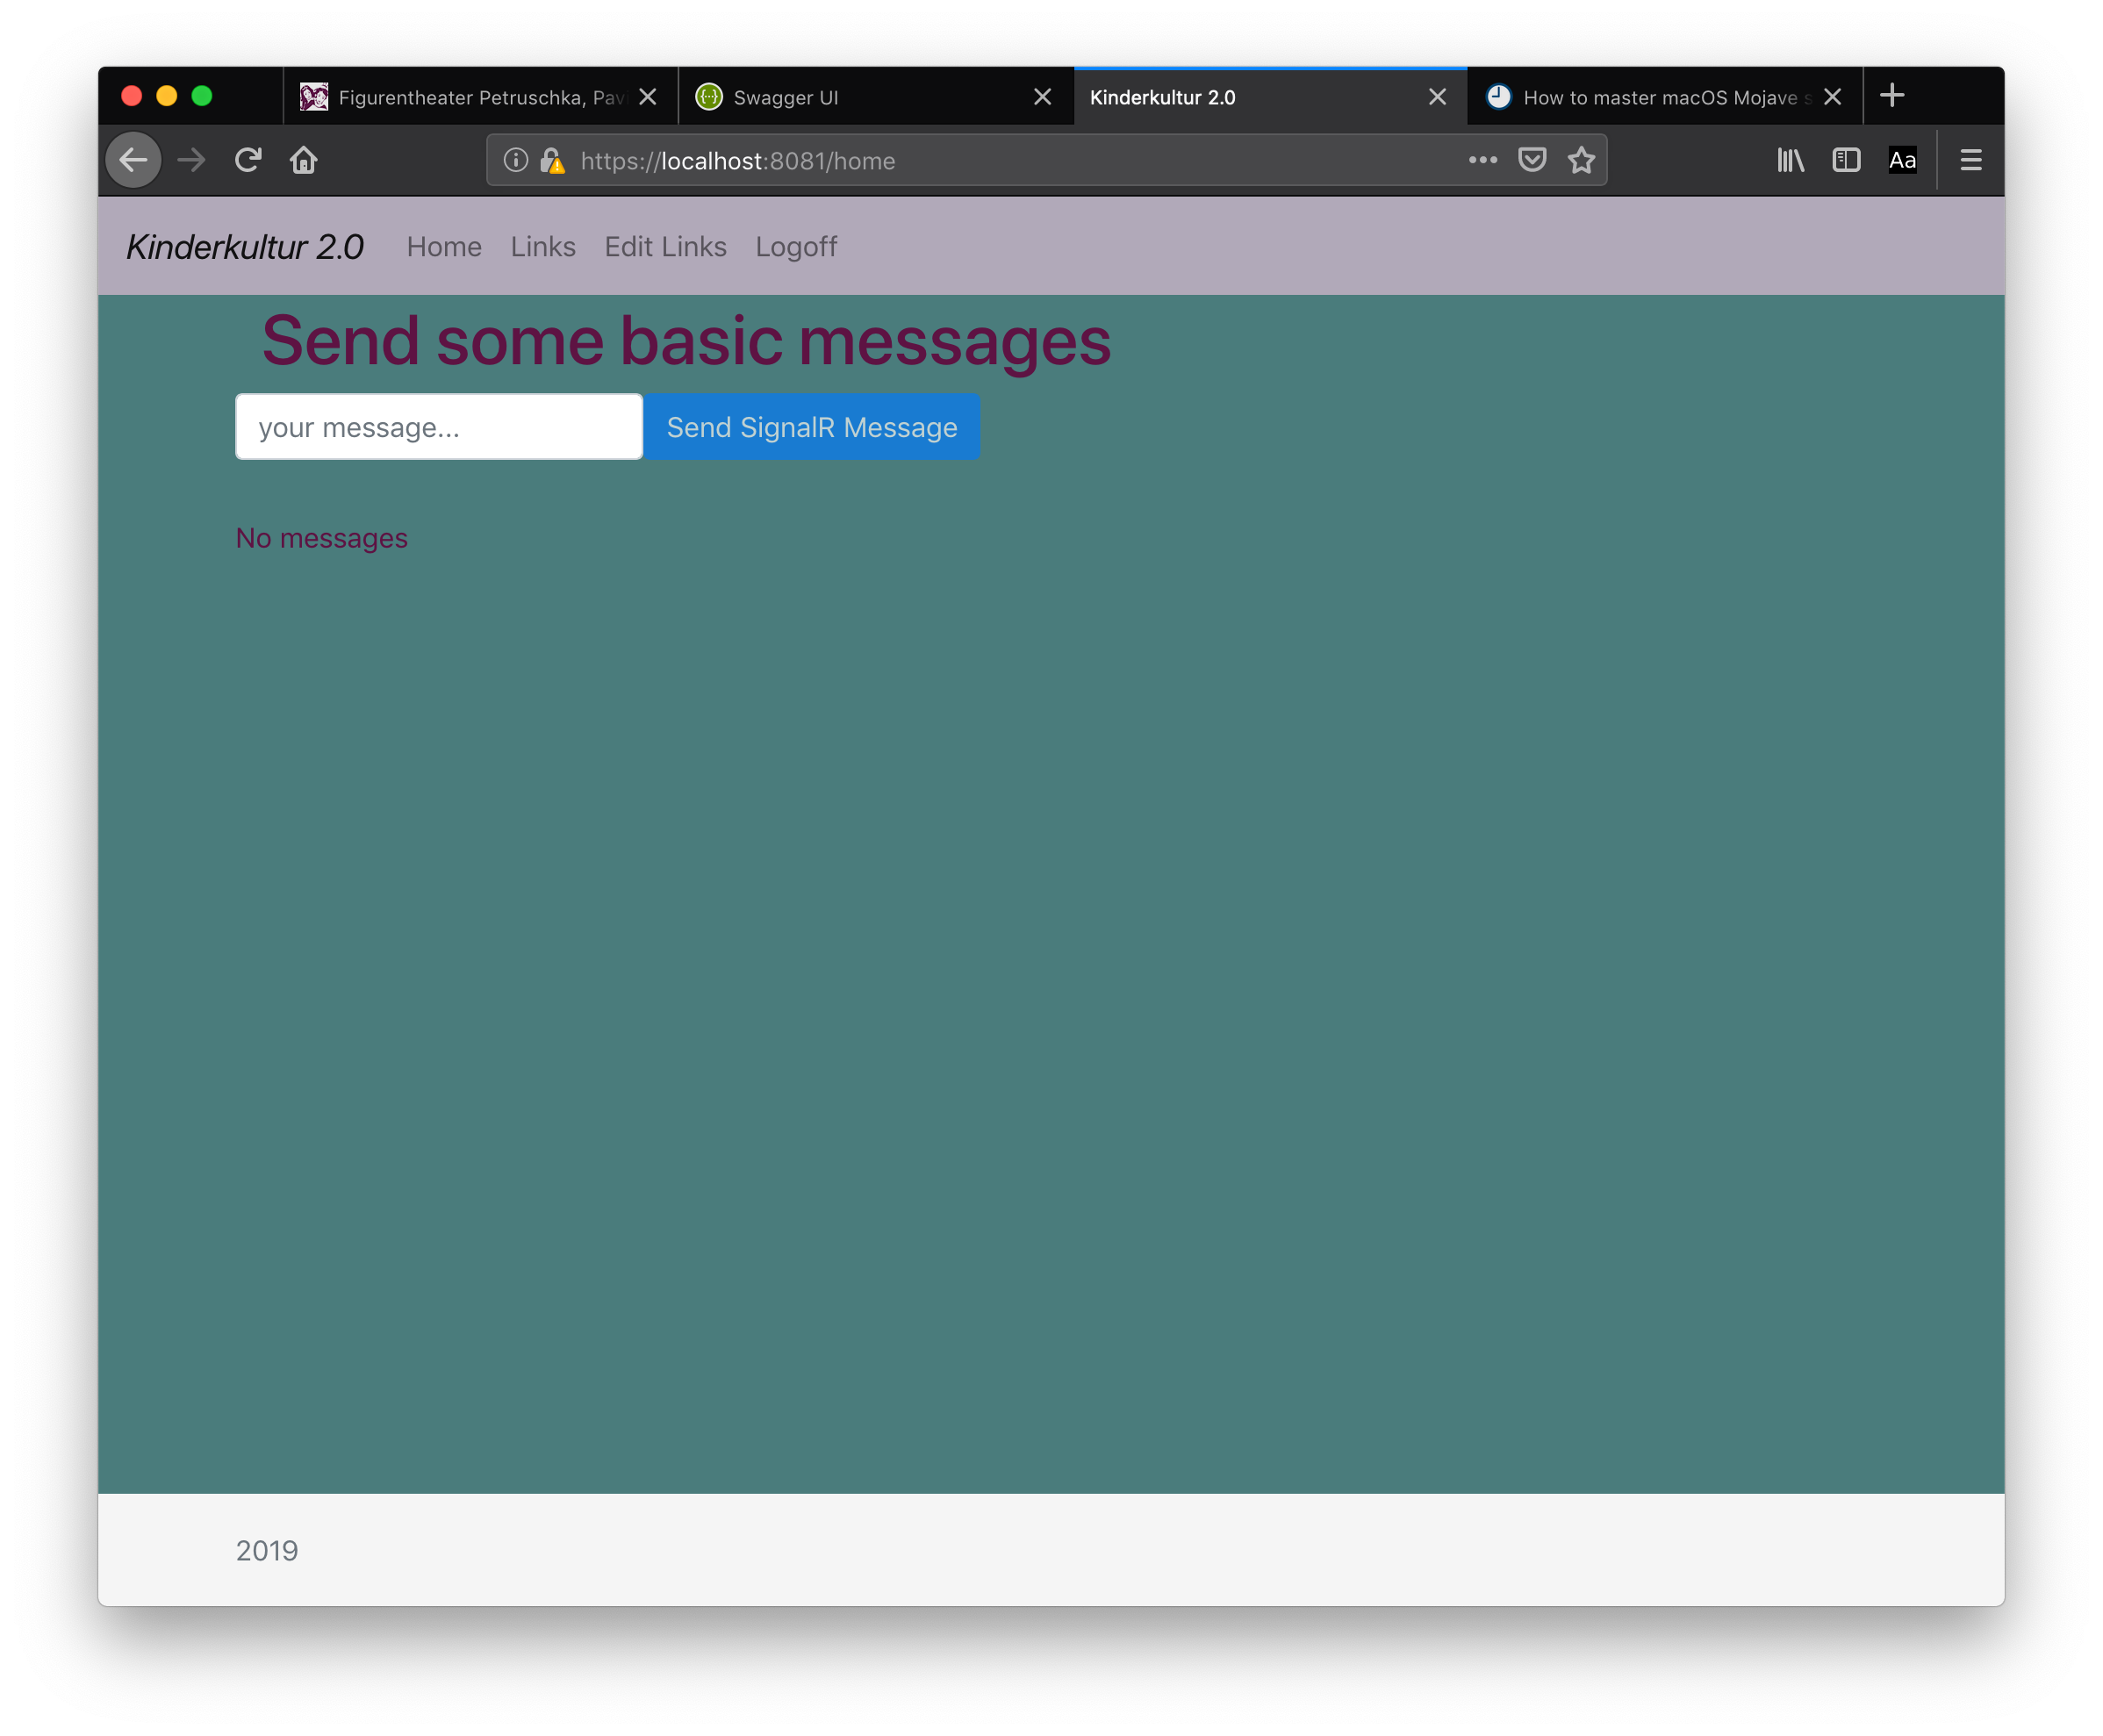 Figurentheater Petruschka, Pavi
Swagger UI
Kinderkultur 2.0
How to master macOS Mojave s
https://localhost:8081/home
Aa
Kinderkultur 2.0 Home Links Edit Links Logoff
Send some basic messages
your message...
Send SignalR Message
No messages
2019